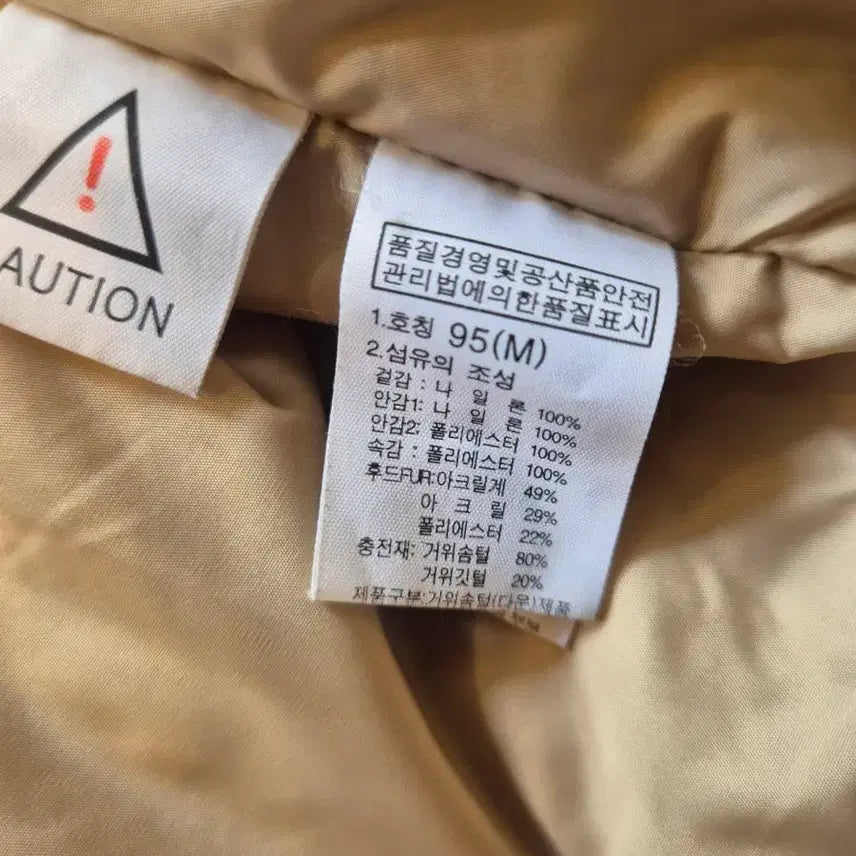 !
AUTION
품질경영및공산품안전
관리법에의한품질표시
1.호칭 95(M)
2.섬유의 조성
겉감 : 나 일 론 100%
안감1: 나 일 론 100%
안감2: 폴리에스터 100%
속감 : 폴리에스터 100%
후드FUR:아크릴계 49%
아 크 릴 29%
폴리에스터 22%
충전재: 거위솜털 80%
거위깃털 20%
제품구분:거위솜털(다운)제품